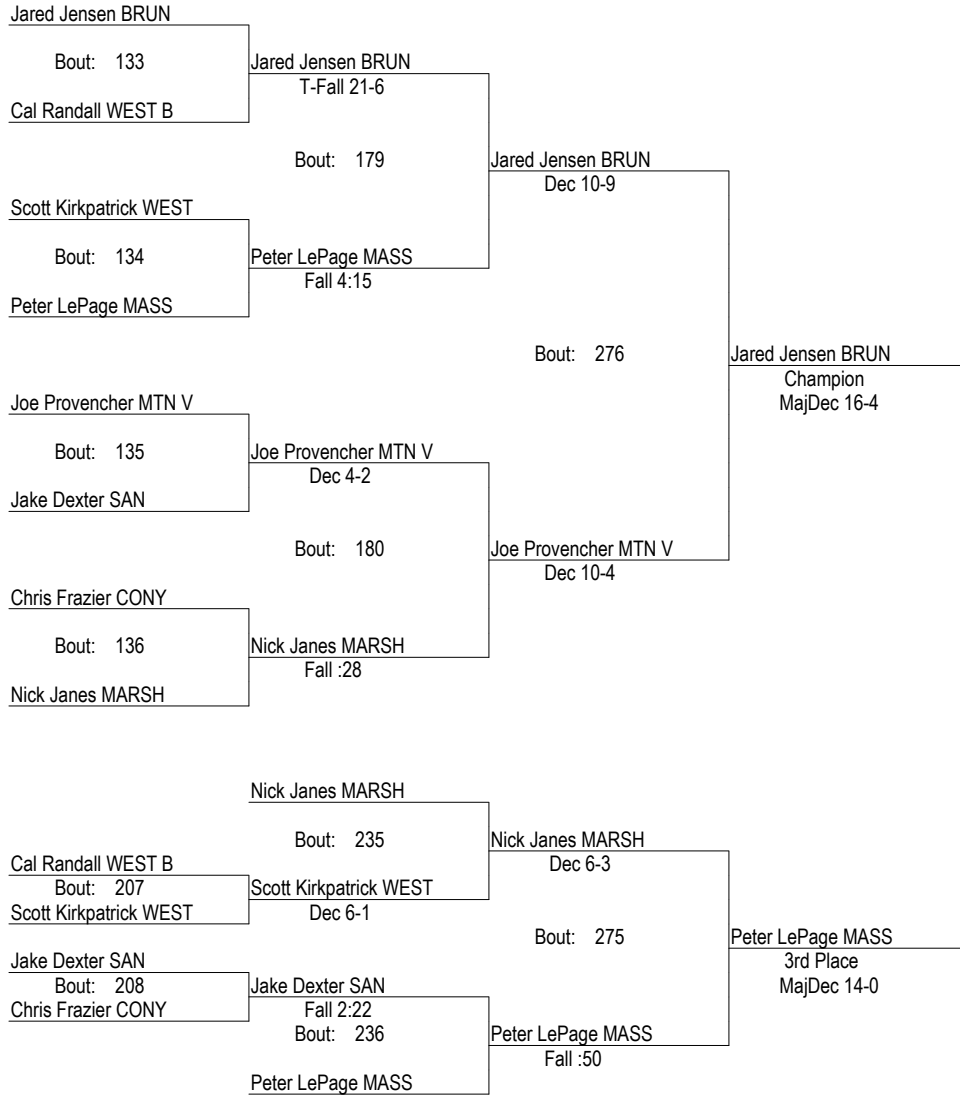 Jared Jensen BRUN
Bout: 133
Jared Jensen BRUN
T-Fall 21-6
Cal Randall WEST B
Bout: 179
Jared Jensen BRUN
Dec 10-9
Scott Kirkpatrick WEST
Bout: 134
Peter LePage MASS
Fall 4:15
Peter LePage MASS
Bout: 276
Jared Jensen BRUN
Champion
MajDec 16-4
Joe Provencher MTN V
Bout: 135
Joe Provencher MTN V
Dec 4-2
Jake Dexter SAN
Bout: 180
Joe Provencher MTN V
Dec 10-4
Chris Frazier CONY
Bout: 136
Nick Janes MARSH
Fall :28
Nick Janes MARSH
Nick Janes MARSH
Bout: 235
Nick Janes MARSH
Dec 6-3
Cal Randall WEST B
Bout: 207
Scott Kirkpatrick WEST
Scott Kirkpatrick WEST
Dec 6-1
Bout: 275
Peter LePage MASS
3rd Place
MajDec 14-0
Jake Dexter SAN
Bout: 208
Chris Frazier CONY
Jake Dexter SAN
Fall 2:22
Bout: 236
Peter LePage MASS
Fall :50
Peter LePage MASS